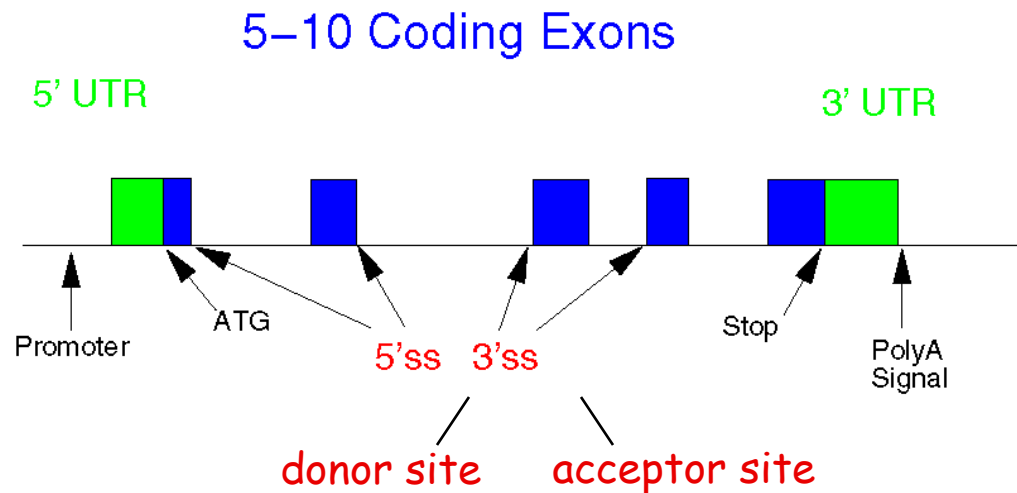 5–10 Coding Exons
5' UTR
3' UTR
ATG
Promoter
5'ss 3'ss
Stop
PolyA
Signal
donor site acceptor site